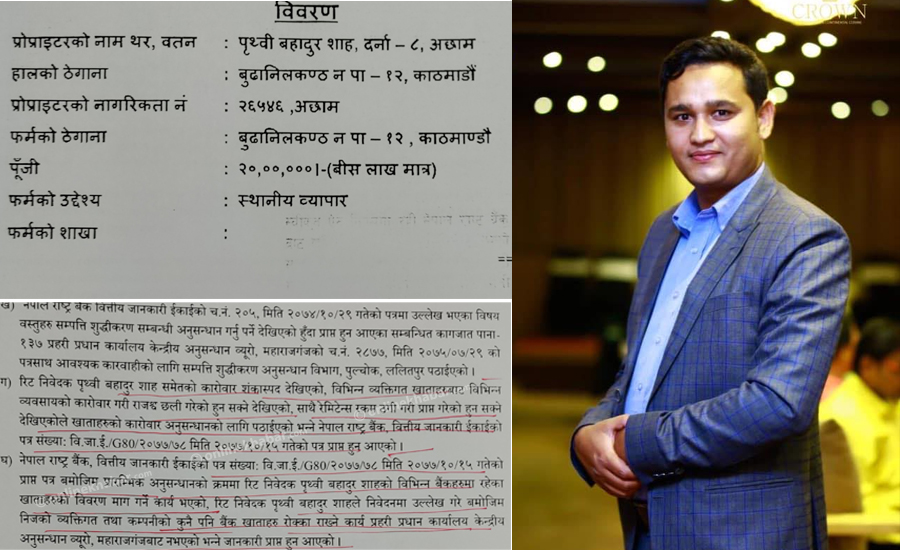 विवरण
प्रोप्राइटरको नाम थर, वतन : पृथ्वी बहादुर शाह, दर्ना – ८, अछाम
हालको ठेगाना : बुढानिलकण्ठ न पा – १२, काठमाडौं
प्रोप्राइटरको नागरिकता नं : २६५४६ ,अछाम
फर्मको ठेगाना : बुढानिलकण्ठ न पा – १२ , काठमाण्डौ
पूँजी : २०,००,०००।-(बीस लाख मात्र)
फर्मको उद्देश्य : स्थानीय व्यापार
फर्मको शाखा :
ख) नेपाल राष्ट्र बैंक वित्तीय जानकारी ईकाईको च.नं. २०५, मिति २०७४/१०/२९ गतेको पत्रमा उल्लेख भएका विषय
वस्तुहरु सम्पत्ति शुद्धीकरण सम्बन्धी अनुसन्धान गर्नु पर्ने देखिएको हुँदा प्राप्त हुन आएका सम्बन्धित कागजात पाना-
१३७ प्रहरी प्रधान कार्यालय केन्द्रीय अनुसन्धान ब्यूरो, महाराजगंजको च.नं. २८७७, मिति २०७५/०७/२९ को
पत्रसाथ आवश्यक कारवाहीको लागि सम्पत्ति शुद्धीकरण अनुसन्धान विभाग, पुल्चोक, ललितपुर पठाईएको ।
ग) रिट निवेदक पृथ्वी बहादुर शाह समेतको कारोवार शंकास्पद देखिएको, विभिन्न व्यक्तिगत खाताहरुबाट विभिन्न
व्यवसायको कारोवार गरी राजश्व छली गरेको हुन सक्ने देखिएको, साथै रेमिटेन्स रकम ठगी गरी प्राप्त गरेको हुन सक्ने
देखिएकोले खाताहरुको कारोवार अनुसन्धानको लागि पठाईएको भन्ने नेपाल राष्ट्र बैंक, वित्तीय जानकारी ईकाईको
पत्र संख्या: वि.जा.ई./G80/२०७७/७८ मिति २०७७/१०/१५ गतेको पत्र प्राप्त हुन आएको ।
घ) नेपाल राष्ट्र बैंक, वित्तीय जानकारी ईकाईको पत्र संख्या: वि.जा.ई./G80/२०७७/७८ मिति २०७७/१०/१५ गतेको
प्राप्त पत्र बमोजिम प्रारम्भिक अनुसन्धानको क्रममा रिट निवेदक पृथ्वी बहादुर शाहको विभिन्न बैंकहरुमा रहेका
खाताहरुको विवरण माग गर्ने कार्य भएको, रिट निवेदक पृथ्वी बहादुर शाहले निवेदनमा उल्लेख गरे बमोजिम
निजको व्यक्तिगत तथा कम्पनीको कुनै पनि बैंक खाताहरु रोक्का राख्ने कार्य प्रहरी प्रधान कार्यालय केन्द्रीय
अनुसन्धान ब्यूरो, महाराजगंजबाट नभएको भन्ने जानकारी प्राप्त हुन आएको ।
CROWN